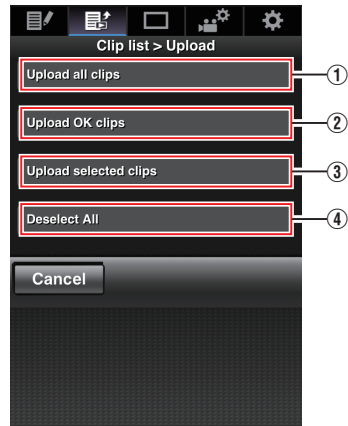 Clip list > Upload
Upload all clips
①
Upload OK clips
②
Upload selected clips
③
Deselect All
④
Cancel